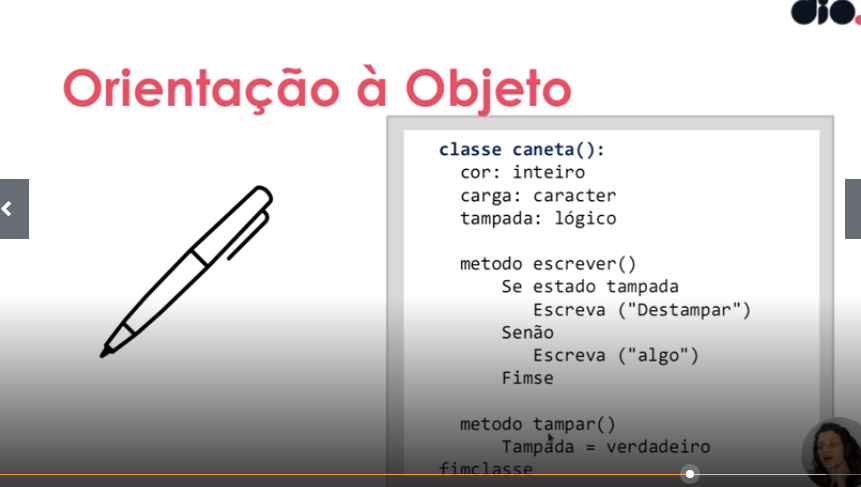 dio.
Orientação à Objeto
classe caneta():
cor: inteiro
carga: caracter
tampada: lógico
metodo escrever()
Se estado tampada
Escreva ("Destampar")
Senão
Escreva ("algo")
Fimse
metodo tampar()
Tampada = verdadeiro
fimclasse